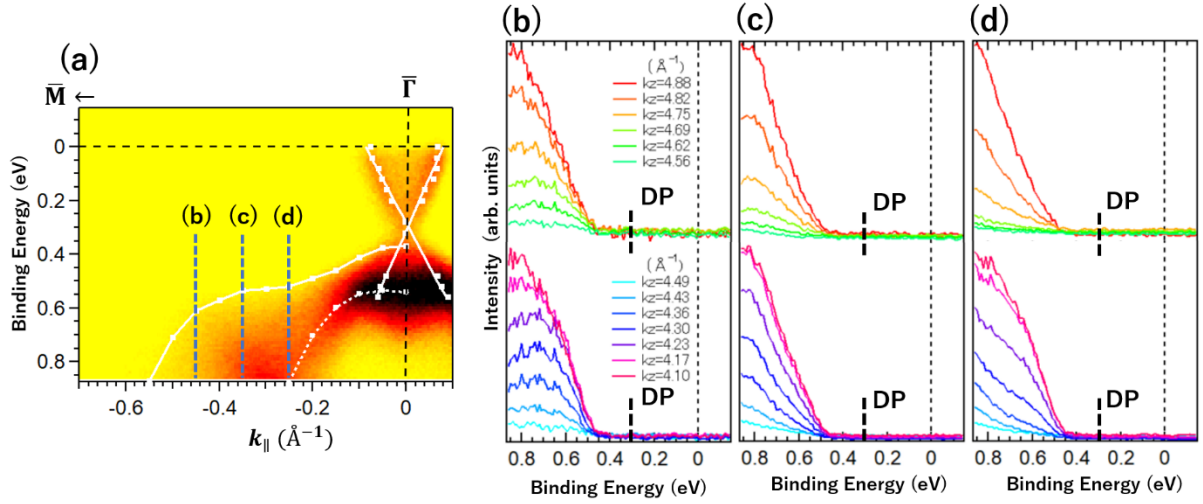 (a)
M̄ ←
Γ̄
0
0.2
0.4
0.6
0.8
Binding Energy (eV)
(b)
(c)
(d)
-0.6
-0.4
-0.2
0
k∥ (Å⁻¹)
(b)
(Å⁻¹)
kz=4.88
kz=4.82
kz=4.75
kz=4.69
kz=4.62
kz=4.56
DP
Intensity (arb. units)
(Å⁻¹)
kz=4.49
kz=4.43
kz=4.36
kz=4.30
kz=4.23
kz=4.17
kz=4.10
DP
0.8 0.6 0.4 0.2 0
Binding Energy (eV)
(c)
DP
DP
0.8 0.6 0.4 0.2 0
Binding Energy (eV)
(d)
DP
DP
0.8 0.6 0.4 0.2 0
Binding Energy (eV)